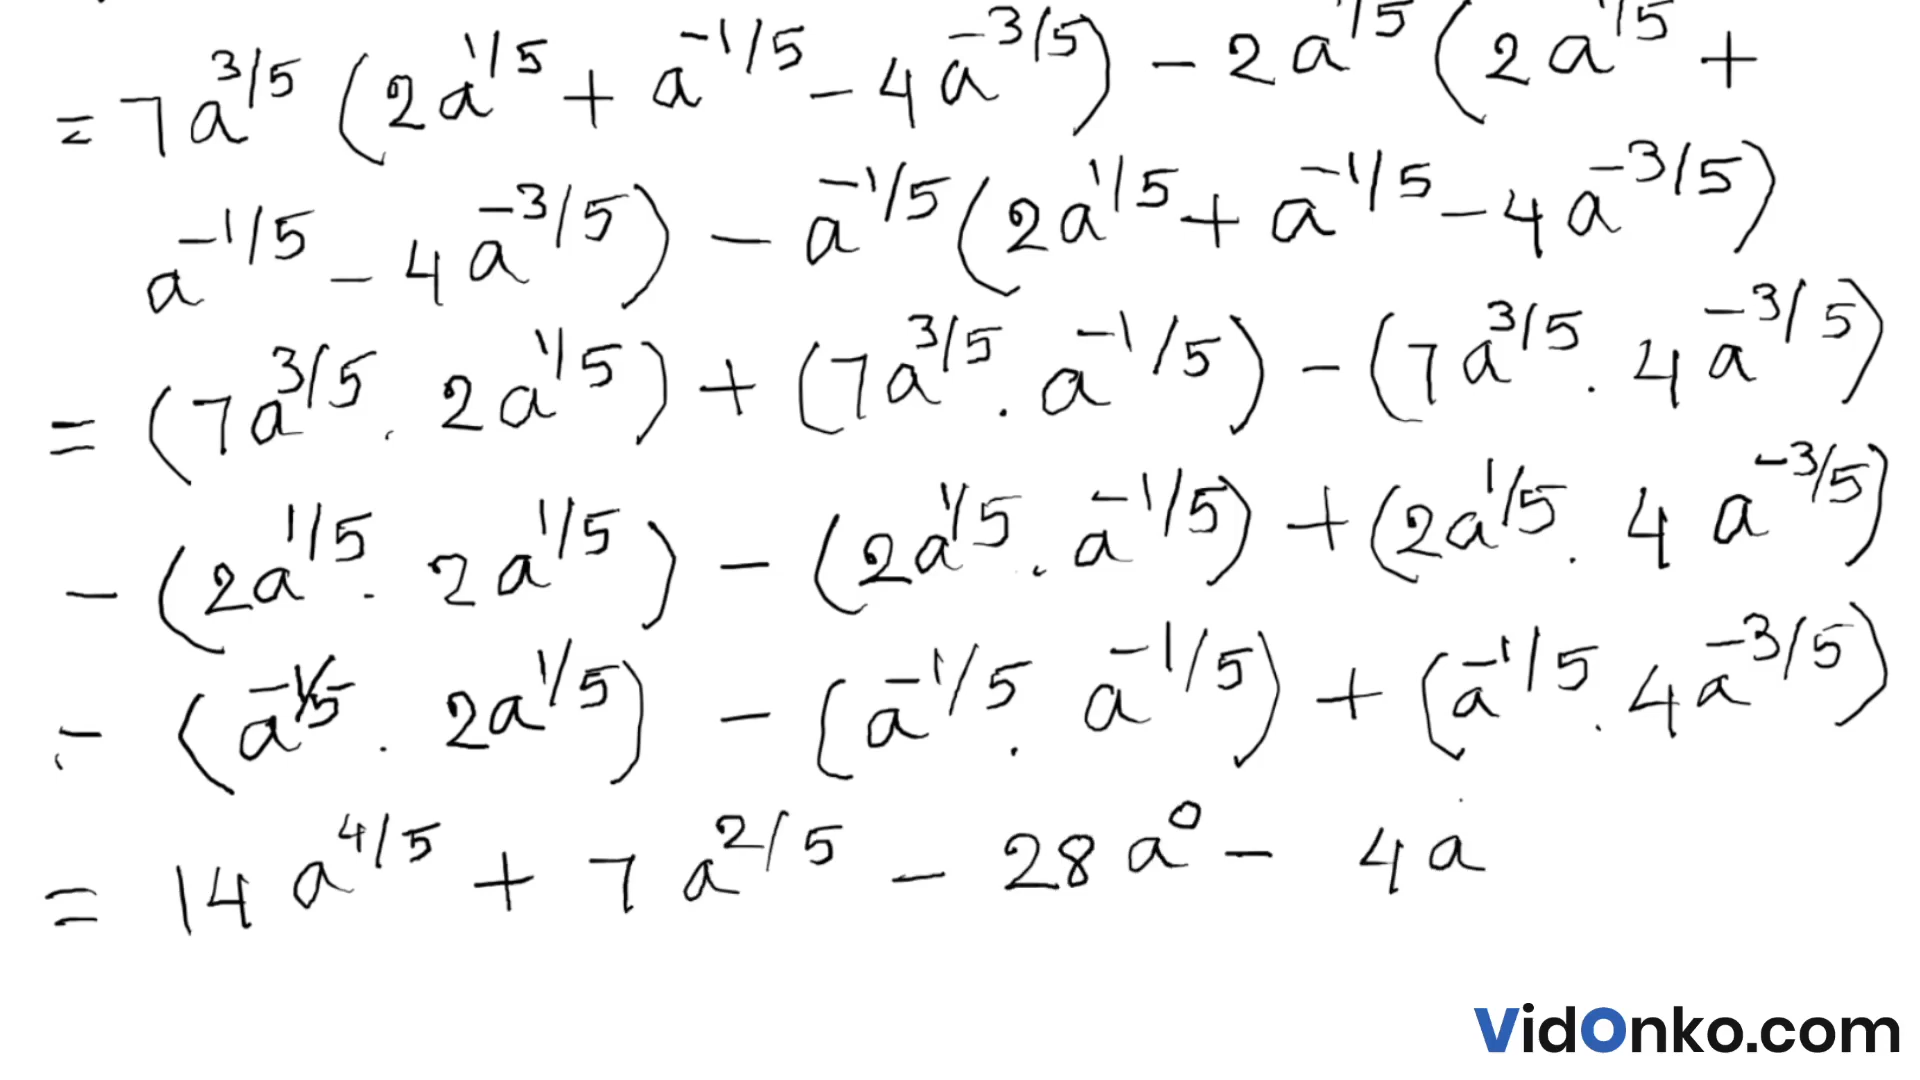 = 7a^{3/5} (2a^{1/5} + a^{-1/5} - 4a^{-3/5}) - 2a^{1/5} (2a^{1/5} +
a^{-1/5} - 4a^{-3/5}) - a^{-1/5} (2a^{1/5} + a^{-1/5} - 4a^{-3/5})
= (7a^{3/5} . 2a^{1/5}) + (7a^{3/5} . a^{-1/5}) - (7a^{3/5} . 4a^{-3/5})
- (2a^{1/5} . 2a^{1/5}) - (2a^{1/5} . a^{-1/5}) + (2a^{1/5} . 4a^{-3/5})
- (a^{-1/5} . 2a^{1/5}) - (a^{-1/5} . a^{-1/5}) + (a^{-1/5} . 4a^{-3/5})
= 14a^{4/5} + 7a^{2/5} - 28a^{0} - 4a
VidOnko.com